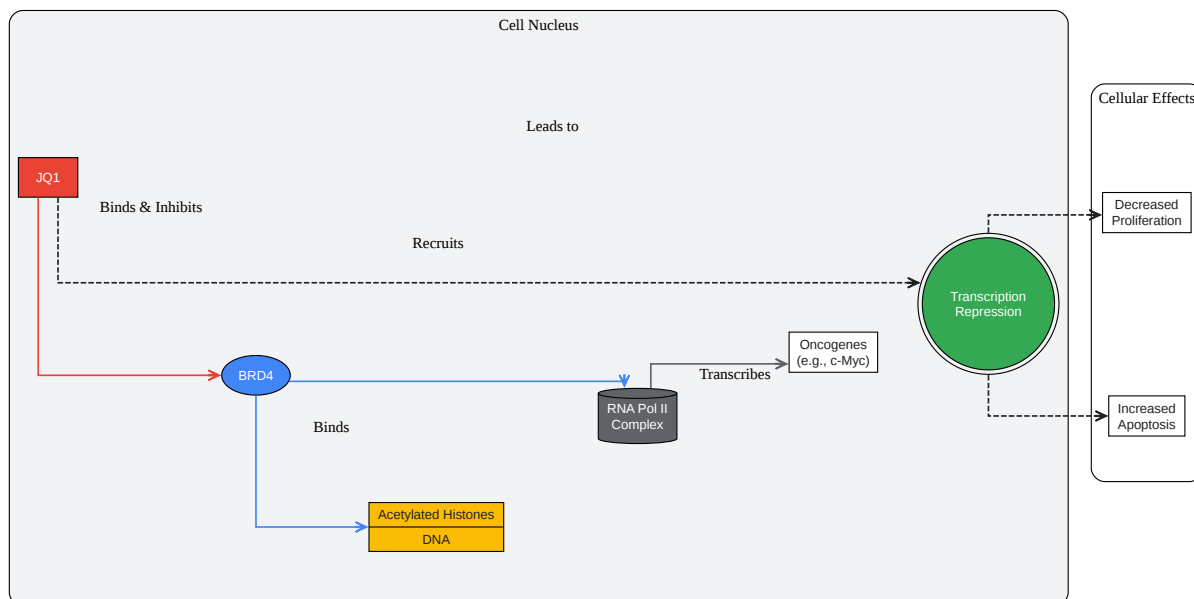 Cell Nucleus
Cellular Effects
Leads to
JQ1
Binds & Inhibits
Decreased
Proliferation
Recruits
Transcription
Repression
Oncogenes
(e.g., c-Myc)
Transcribes
BRD4
RNA Pol II
Complex
Increased
Apoptosis
Binds
Acetylated Histones
DNA